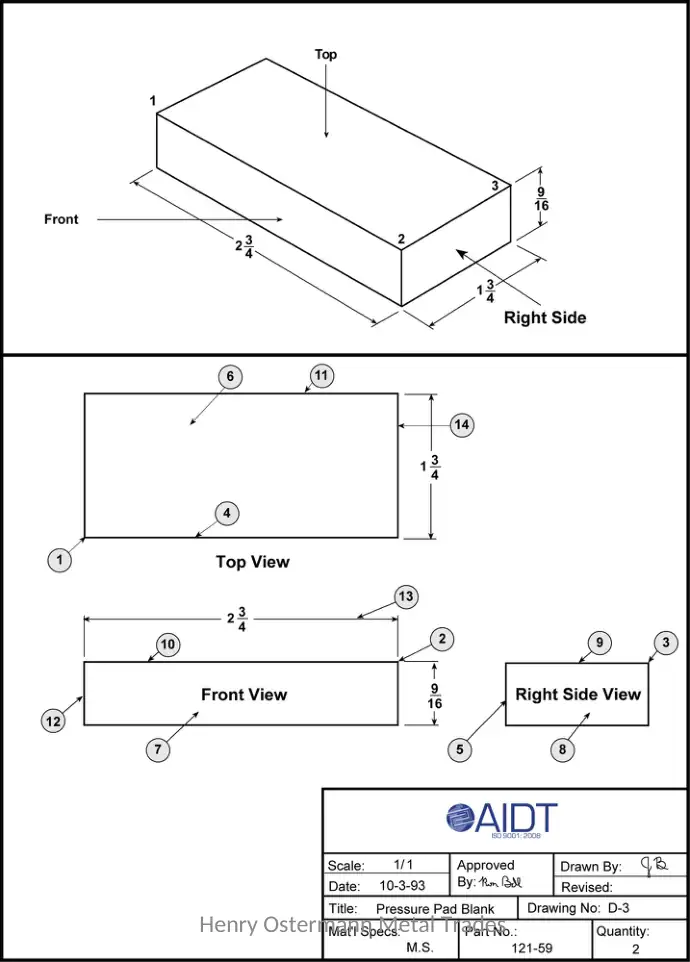 Top
1
3
9
16
Front
2
2 3
4
1 3
4
Right Side
6
11
14
1 3
4
4
1
Top View
13
2 3
4
10
2
9
3
Front View
9
16
Right Side View
12
7
5
8
AIDT
ISO 9001: 2008
Scale: 1/1
Approved
By: Ron Bell
Drawn By: JB
Date: 10-3-93
Revised:
Title: Pressure Pad Blank
Drawing No: D-3
Henry Ostermann Metal Trades
Mat'l Specs:
M.S.
Part No.:
121-59
Quantity:
2